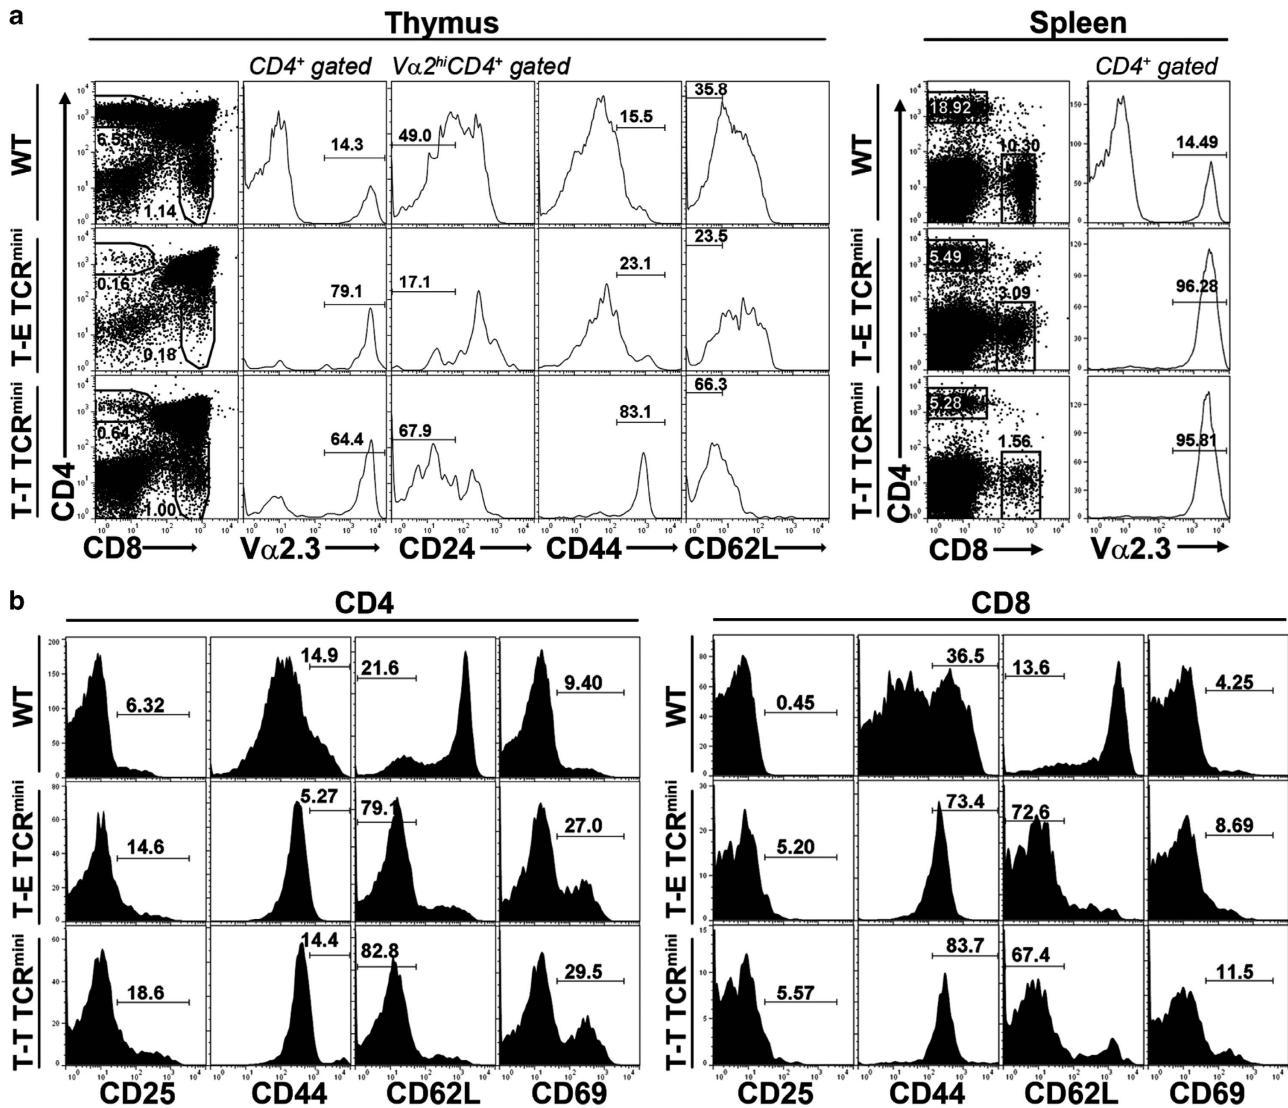 a
Thymus
Spleen
CD4⁺ gated
Vα2ʰⁱCD4⁺ gated
CD4⁺ gated
WT
6.58
1.14
14.3
49.0
15.5
35.8
18.92
10.30
14.49
T-E TCRᵐⁱⁿⁱ
0.16
0.18
79.1
17.1
23.1
23.5
5.49
3.09
96.28
T-T TCRᵐⁱⁿⁱ
0.64
1.00
64.4
67.9
83.1
66.3
5.28
1.56
95.81
CD4
CD4
CD8
Vα2.3
CD24
CD44
CD62L
CD8
Vα2.3
b
CD4
CD8
WT
6.32
14.9
21.6
9.40
WT
0.45
36.5
13.6
4.25
T-E TCRᵐⁱⁿⁱ
14.6
5.27
79.1
27.0
T-E TCRᵐⁱⁿⁱ
5.20
73.4
72.6
8.69
T-T TCRᵐⁱⁿⁱ
18.6
14.4
82.8
29.5
T-T TCRᵐⁱⁿⁱ
5.57
83.7
67.4
11.5
CD25
CD44
CD62L
CD69
CD25
CD44
CD62L
CD69